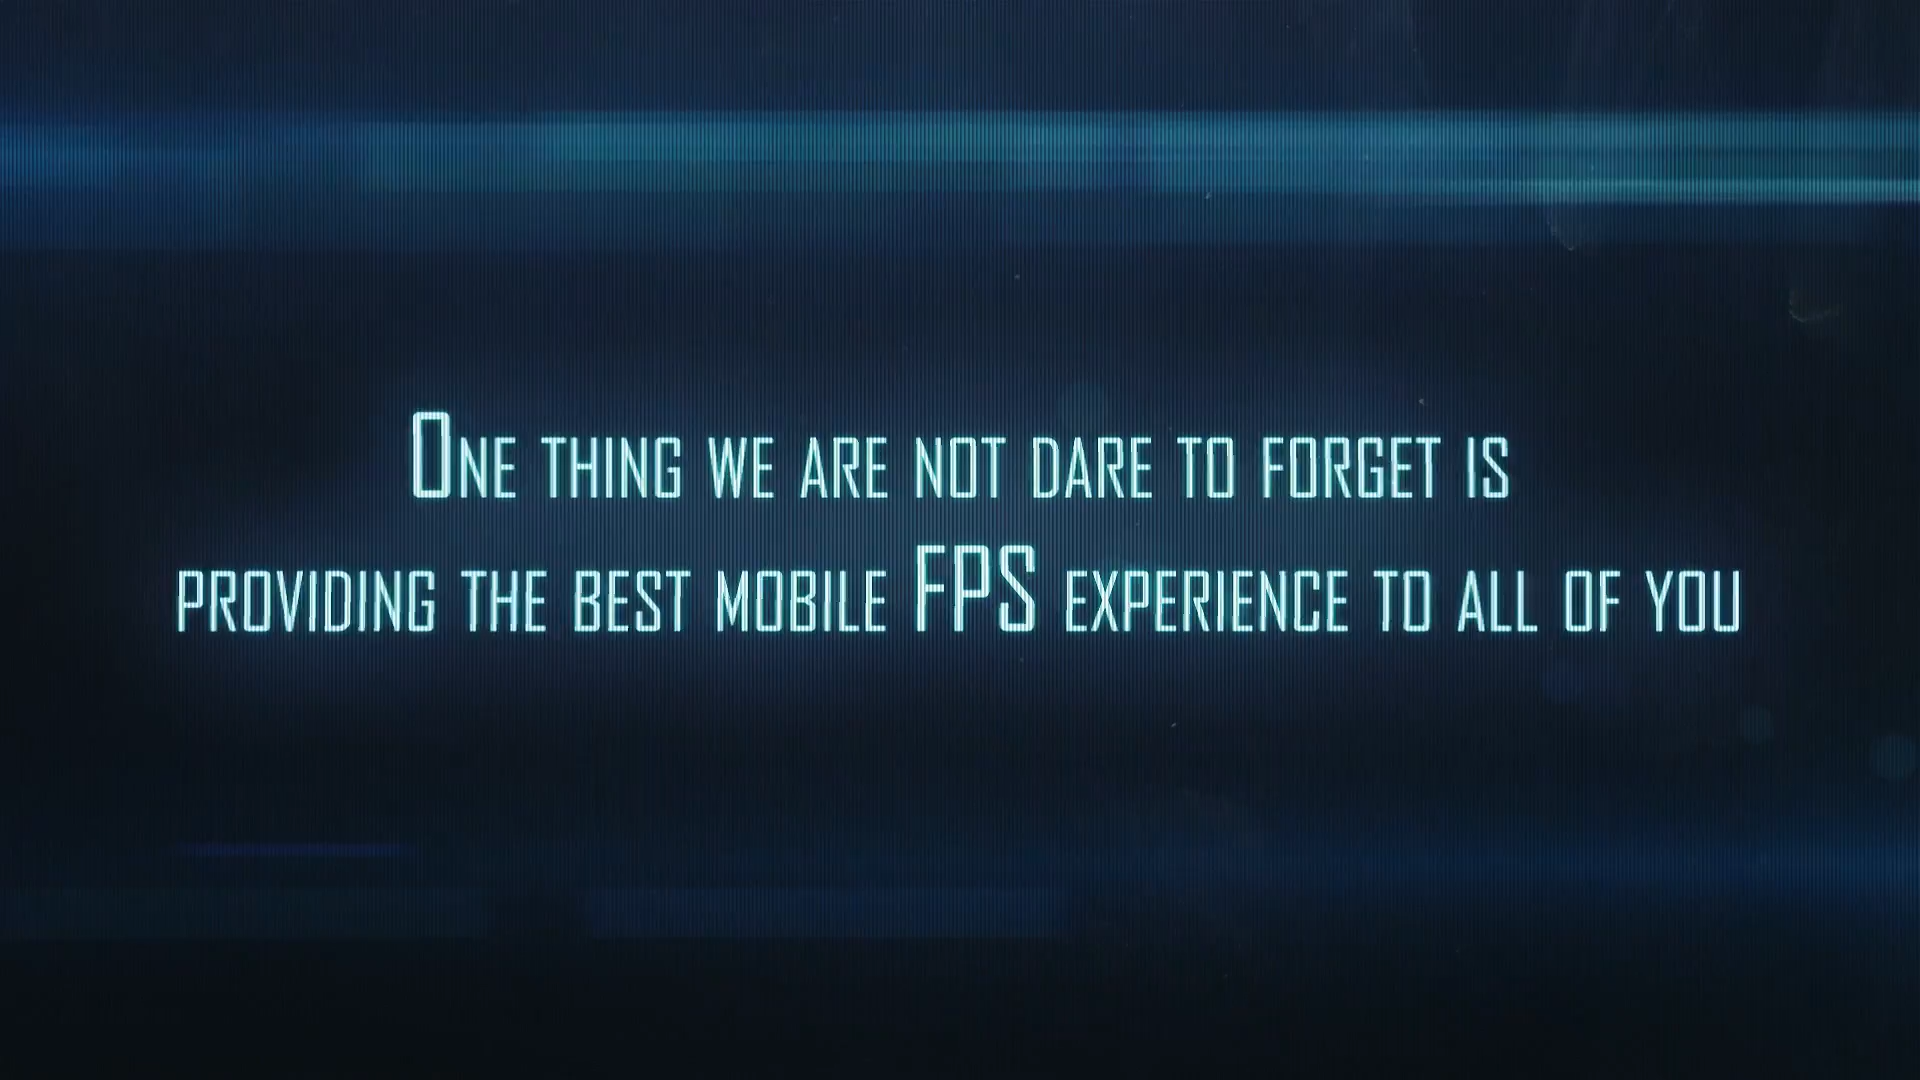 One thing we are not dare to forget is
providing the best mobile FPS experience to all of you